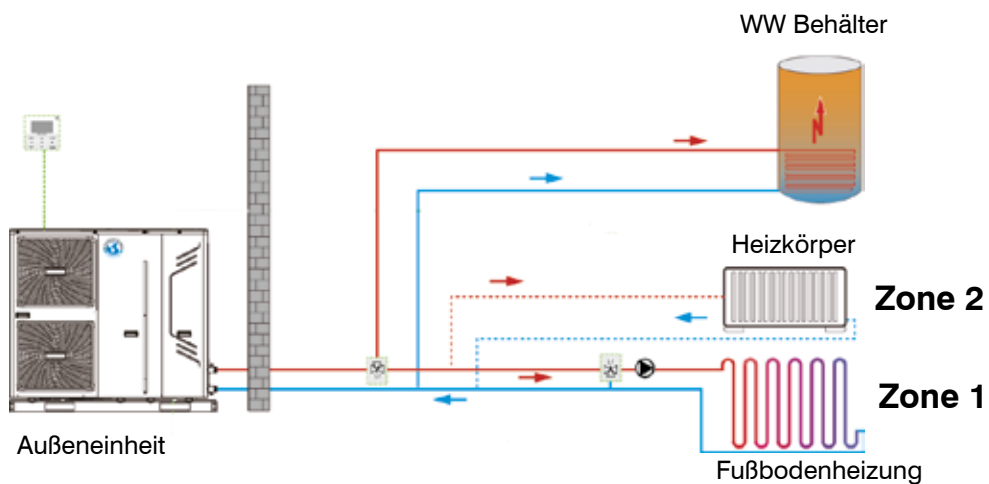 WW Behälter
Heizkörper
Zone 2
Zone 1
Außeneinheit
Fußbodenheizung